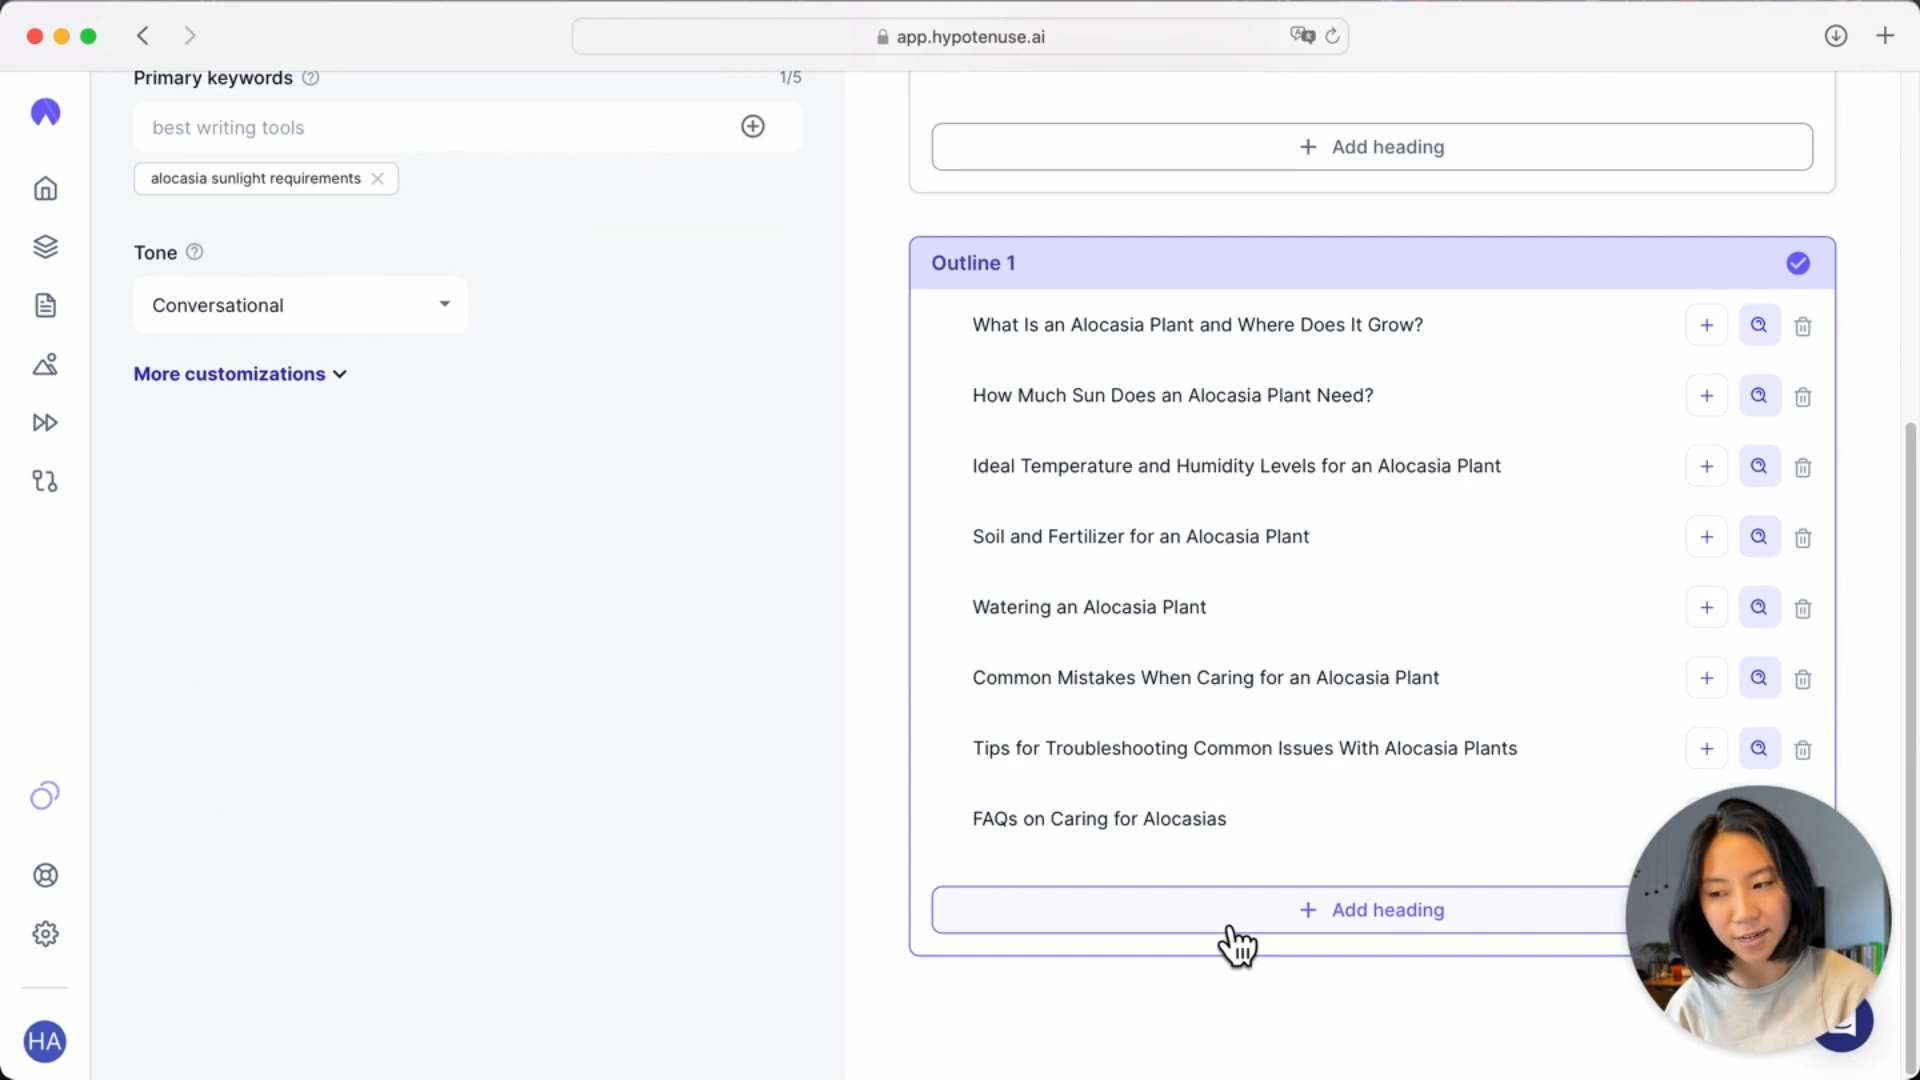 app.hypotenuse.ai
Primary keywords
1/5
best writing tools
alocasia sunlight requirements
Tone
Conversational
More customizations
HA
Add heading
Outline 1
What Is an Alocasia Plant and Where Does It Grow?
How Much Sun Does an Alocasia Plant Need?
Ideal Temperature and Humidity Levels for an Alocasia Plant
Soil and Fertilizer for an Alocasia Plant
Watering an Alocasia Plant
Common Mistakes When Caring for an Alocasia Plant
Tips for Troubleshooting Common Issues With Alocasia Plants
FAQs on Caring for Alocasias
Add heading